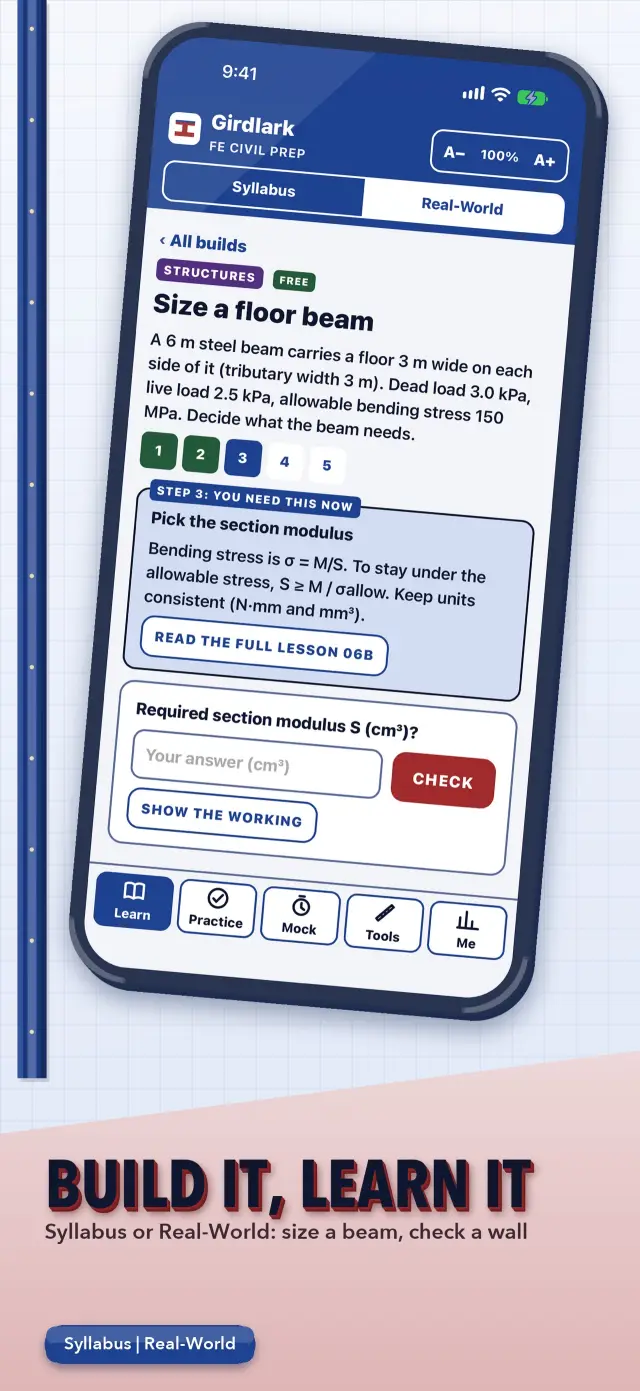 9:41
Girdlark
FE CIVIL PREP
A− 100% A+
Syllabus
Real-World
‹ All builds
STRUCTURES
FREE
Size a floor beam
A 6 m steel beam carries a floor 3 m wide on each
side of it (tributary width 3 m). Dead load 3.0 kPa,
live load 2.5 kPa, allowable bending stress 150
MPa. Decide what the beam needs.
1 2 3 4 5
STEP 3: YOU NEED THIS NOW
Pick the section modulus
Bending stress is σ = M/S. To stay under the
allowable stress, S ≥ M / σallow. Keep units
consistent (N·mm and mm³).
READ THE FULL LESSON 06B
Required section modulus S (cm³)?
Your answer (cm³)
CHECK
SHOW THE WORKING
Learn
Practice
Mock
Tools
Me
BUILD IT, LEARN IT
Syllabus or Real-World: size a beam, check a wall
Syllabus | Real-World